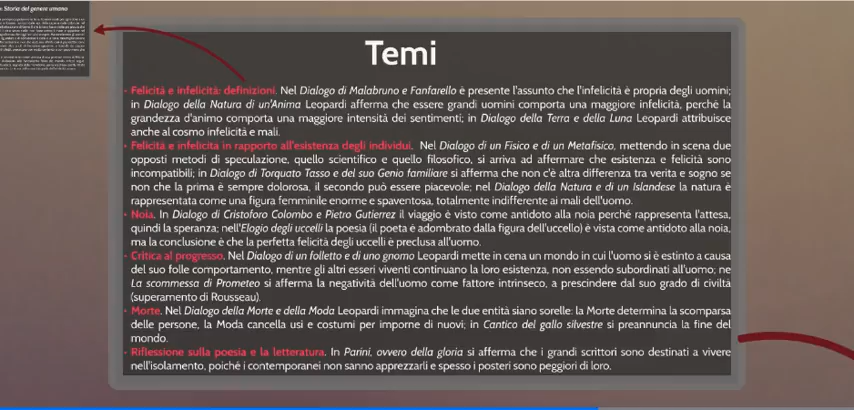 Storia del genere umano
Temi
• Felicità e infelicità: definizioni. Nel Dialogo di Malabruno e Fanfarello è presente l'assunto che l'infelicità è propria degli uomini;
in Dialogo della Natura di un'Anima Leopardi afferma che essere grandi uomini comporta una maggiore infelicità, perché la
grandezza d'animo comporta una maggiore intensità dei sentimenti; in Dialogo della Terra e della Luna Leopardi attribuisce
anche al cosmo infelicità e mali.
• Felicità e infelicità in rapporto all'esistenza degli individui. Nel Dialogo di un Fisico e di un Metafisico, mettendo in scena due
opposti metodi di speculazione, quello scientifico e quello filosofico, si arriva ad affermare che esistenza e felicità sono
incompatibili; in Dialogo di Torquato Tasso e del suo Genio familiare si afferma che non c'è altra differenza tra verità e sogno se
non che la prima è sempre dolorosa, il secondo può essere piacevole; nel Dialogo della Natura e di un Islandese la natura è
rappresentata come una figura femminile enorme e spaventosa, totalmente indifferente ai mali dell'uomo.
• Noia. In Dialogo di Cristoforo Colombo e Pietro Gutierrez il viaggio è visto come antidoto alla noia perché rappresenta l'attesa,
quindi la speranza; nell'Elogio degli uccelli la poesia (il poeta è adombrato dalla figura dell'uccello) è vista come antidoto alla noia,
ma la conclusione è che la perfetta felicità degli uccelli è preclusa all'uomo.
• Critica al progresso. Nel Dialogo di un folletto e di uno gnomo Leopardi mette in cena un mondo in cui l'uomo si è estinto a causa
del suo folle comportamento, mentre gli altri esseri viventi continuano la loro esistenza, non essendo subordinati all'uomo; ne
La scommessa di Prometeo si afferma la negatività dell'uomo come fattore intrinseco, a prescindere dal suo grado di civiltà
(superamento di Rousseau).
• Morte. Nel Dialogo della Morte e della Moda Leopardi immagina che le due entità siano sorelle: la Morte determina la scomparsa
delle persone, la Moda cancella usi e costumi per imporne di nuovi; in Cantico del gallo silvestre si preannuncia la fine del
mondo.
• Riflessione sulla poesia e la letteratura. In Parini, ovvero della gloria si afferma che i grandi scrittori sono destinati a vivere
nell'isolamento, poiché i contemporanei non sanno apprezzarli e spesso i posteri sono peggiori di loro.